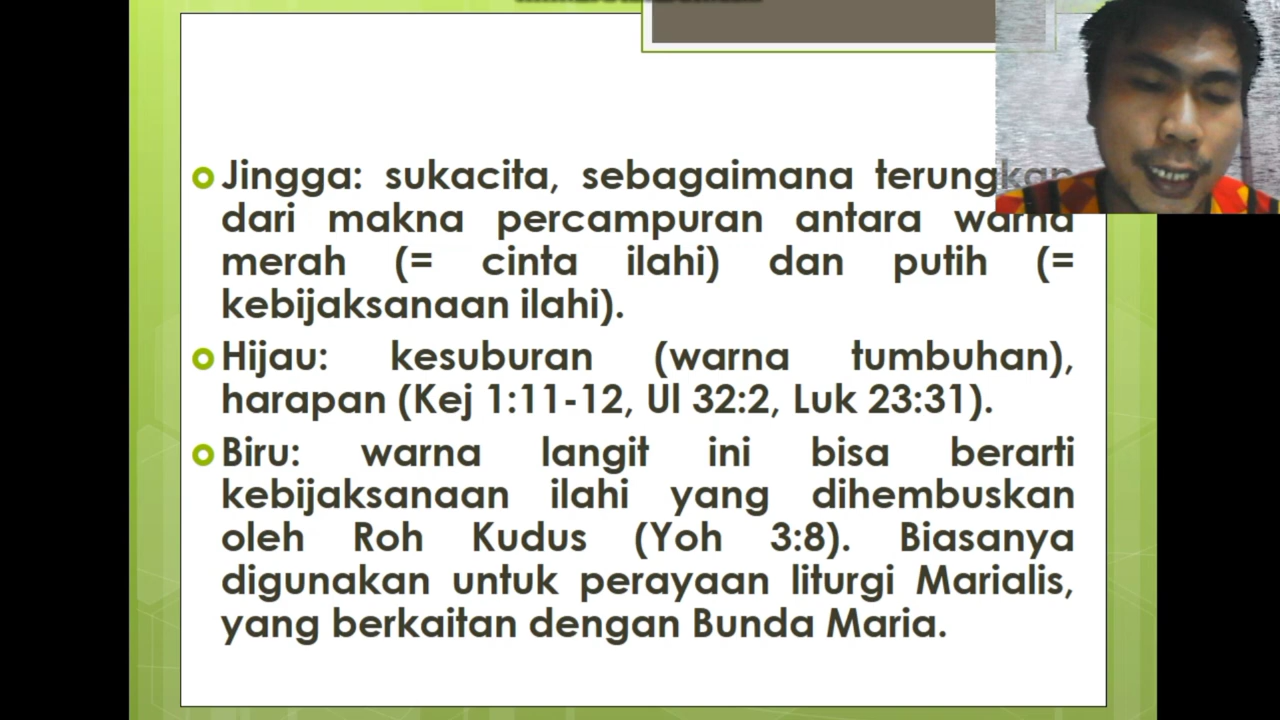 Jingga: sukacita, sebagaimana terungkap
dari makna percampuran antara warna
merah (= cinta ilahi) dan putih (=
kebijaksanaan ilahi).
Hijau: kesuburan (warna tumbuhan),
harapan (Kej 1:11-12, Ul 32:2, Luk 23:31).
Biru: warna langit ini bisa berarti
kebijaksanaan ilahi yang dihembuskan
oleh Roh Kudus (Yoh 3:8). Biasanya
digunakan untuk perayaan liturgi Marialis,
yang berkaitan dengan Bunda Maria.